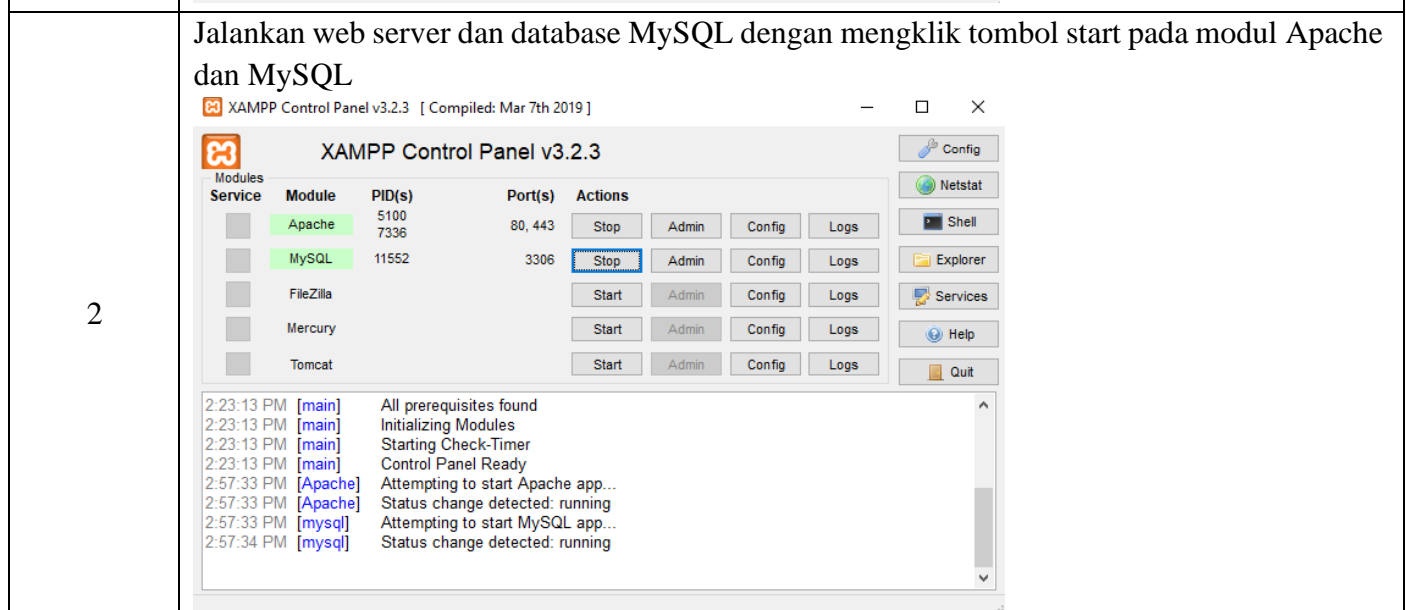 Jalankan web server dan database MySQL dengan mengklik tombol start pada modul Apache
dan MySQL
XAMPP Control Panel v3.2.3 [ Compiled: Mar 7th 2019 ]
XAMPP Control Panel v3.2.3
Config
Modules
Netstat
Service Module PID(s) Port(s) Actions
Apache 5100 7336 80, 443 Stop Admin Config Logs
Shell
MySQL 11552 3306 Stop Admin Config Logs
Explorer
FileZilla Start Admin Config Logs
Services
2
Mercury Start Admin Config Logs
Help
Tomcat Start Admin Config Logs
Quit
2:23:13 PM [main] All prerequisites found
2:23:13 PM [main] Initializing Modules
2:23:13 PM [main] Starting Check-Timer
2:23:13 PM [main] Control Panel Ready
2:57:33 PM [Apache] Attempting to start Apache app...
2:57:33 PM [Apache] Status change detected: running
2:57:33 PM [mysql] Attempting to start MySQL app...
2:57:34 PM [mysql] Status change detected: running